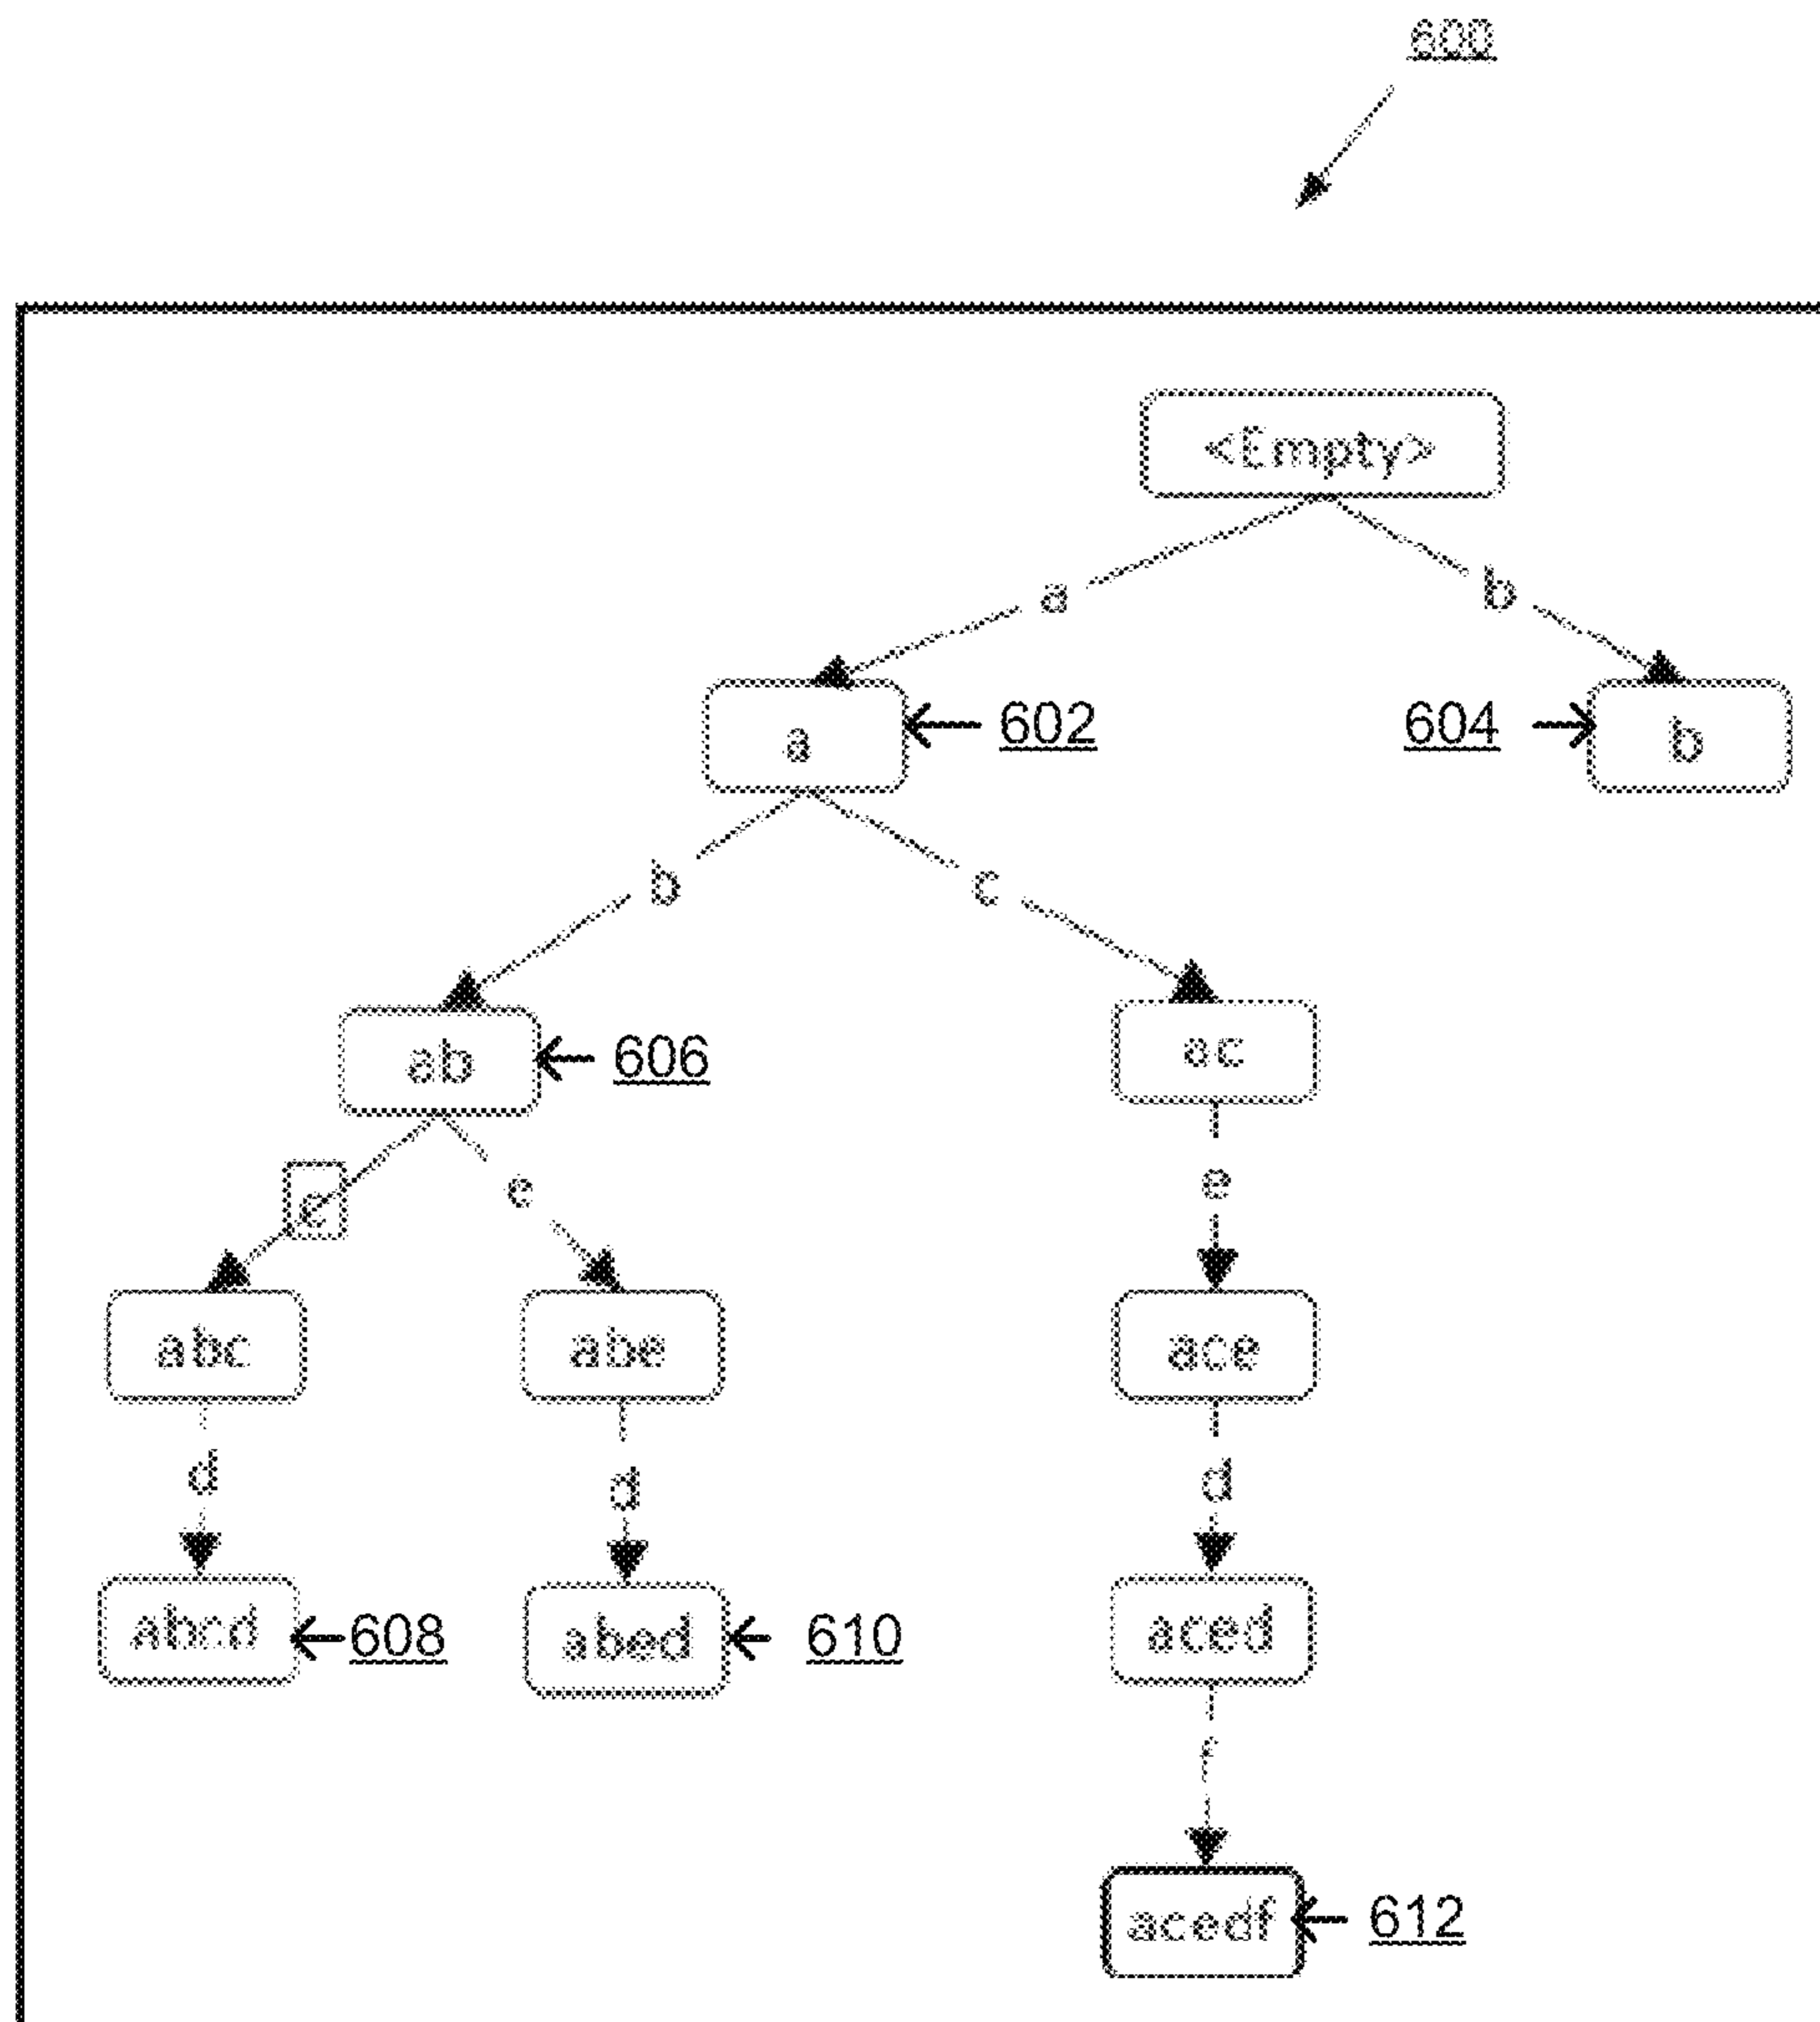 600
<Empty>
a b
a 602 604 b
b c
ab 606 ac
c e e
abc abe ace
d d d
abcd 608 abed 610 aced
f
acedf 612